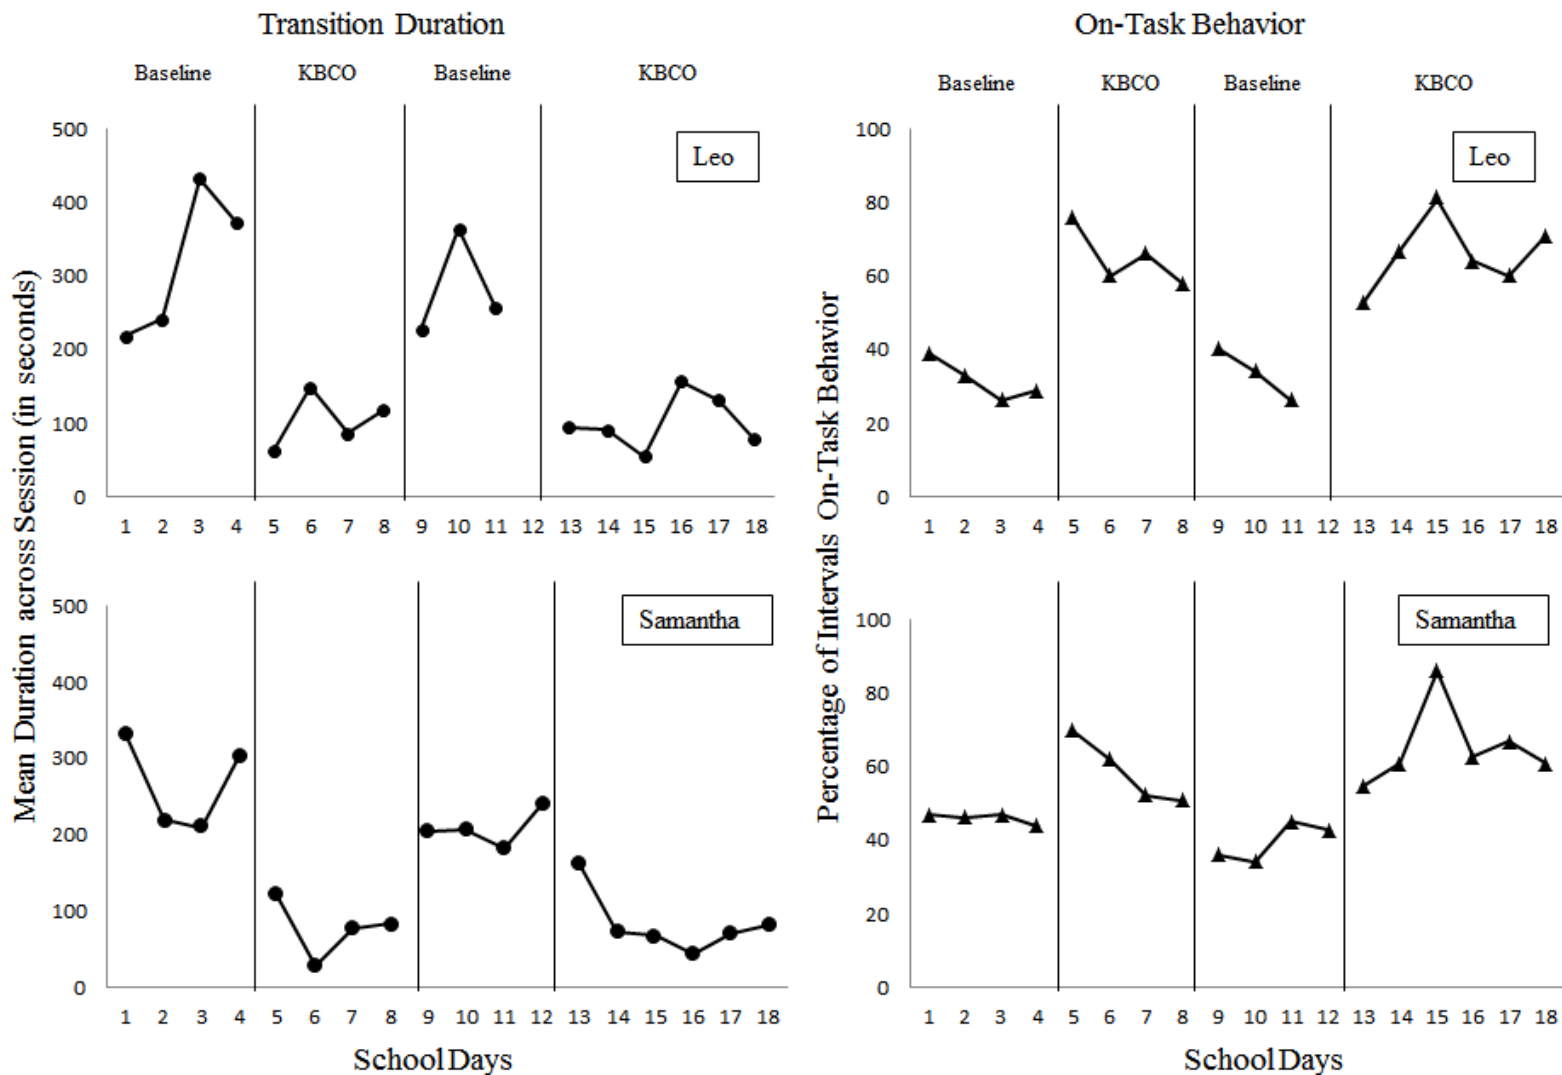 Transition Duration
On-Task Behavior
Baseline KBCO Baseline KBCO
Baseline KBCO Baseline KBCO
Mean Duration across Session (in seconds)
500
400
300
200
100
0
Leo
1 2 3 4 5 6 7 8 9 10 11 12 13 14 15 16 17 18
Percentage of Intervals On-Task Behavior
100
80
60
40
20
0
Leo
1 2 3 4 5 6 7 8 9 10 11 12 13 14 15 16 17 18
500
400
300
200
100
0
Samantha
1 2 3 4 5 6 7 8 9 10 11 12 13 14 15 16 17 18
School Days
100
80
60
40
20
0
Samantha
1 2 3 4 5 6 7 8 9 10 11 12 13 14 15 16 17 18
School Days